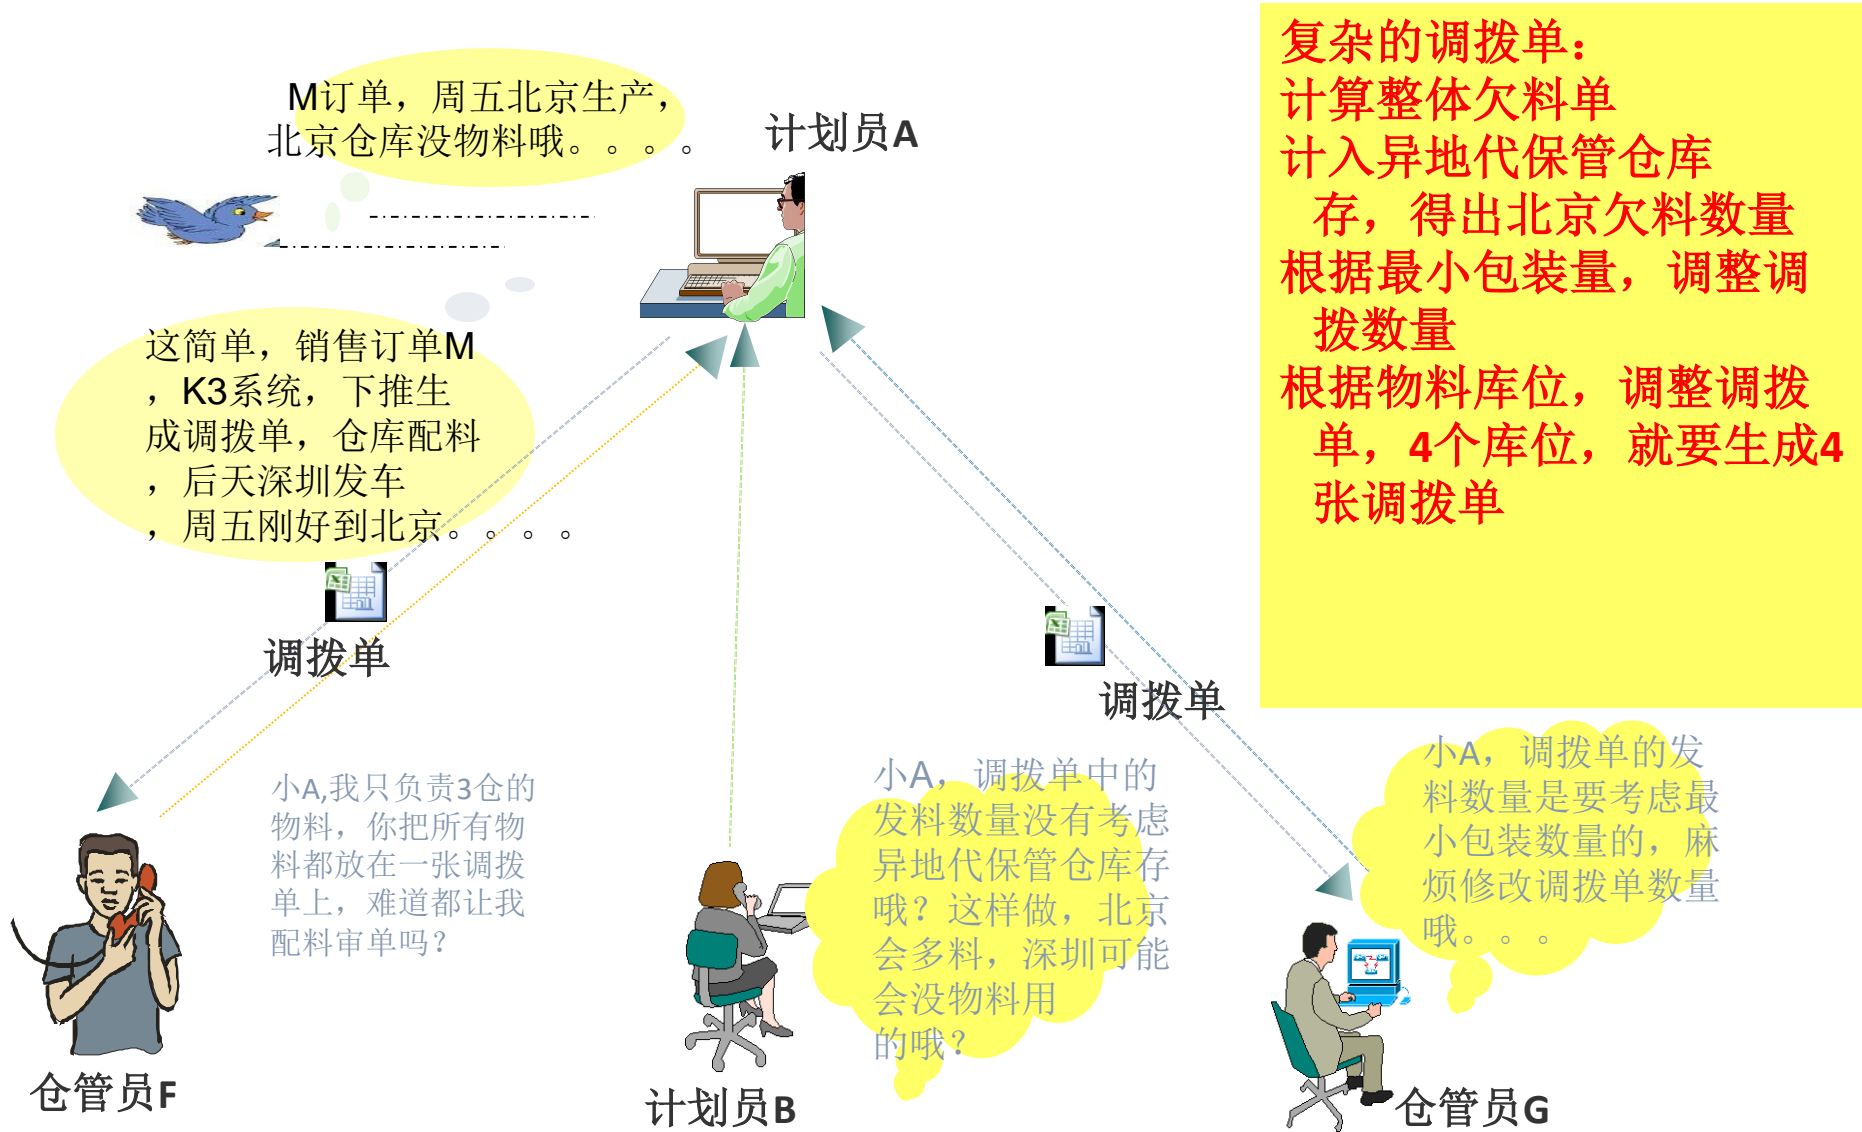 M订单，周五北京生产，
北京仓库没物料哦。。。。
计划员A
这简单，销售订单M
，K3系统，下推生
成调拨单，仓库配料
，后天深圳发车
，周五刚好到北京。。。。
调拨单
调拨单
复杂的调拨单：
计算整体欠料单
计入异地代保管仓库
存，得出北京欠料数量
根据最小包装量，调整调
拨数量
根据物料库位，调整调拨
单，4个库位，就要生成4
张调拨单
小A,我只负责3仓的
物料，你把所有物
料都放在一张调拨
单上，难道都让我
配料审单吗？
仓管员F
小A，调拨单中的
发料数量没有考虑
异地代保管仓库存
哦？这样做，北京
会多料，深圳可能
会没物料用
的哦？
计划员B
小A，调拨单的发
料数量是要考虑最
小包装数量的，麻
烦修改调拨单数量
哦。。。
仓管员G